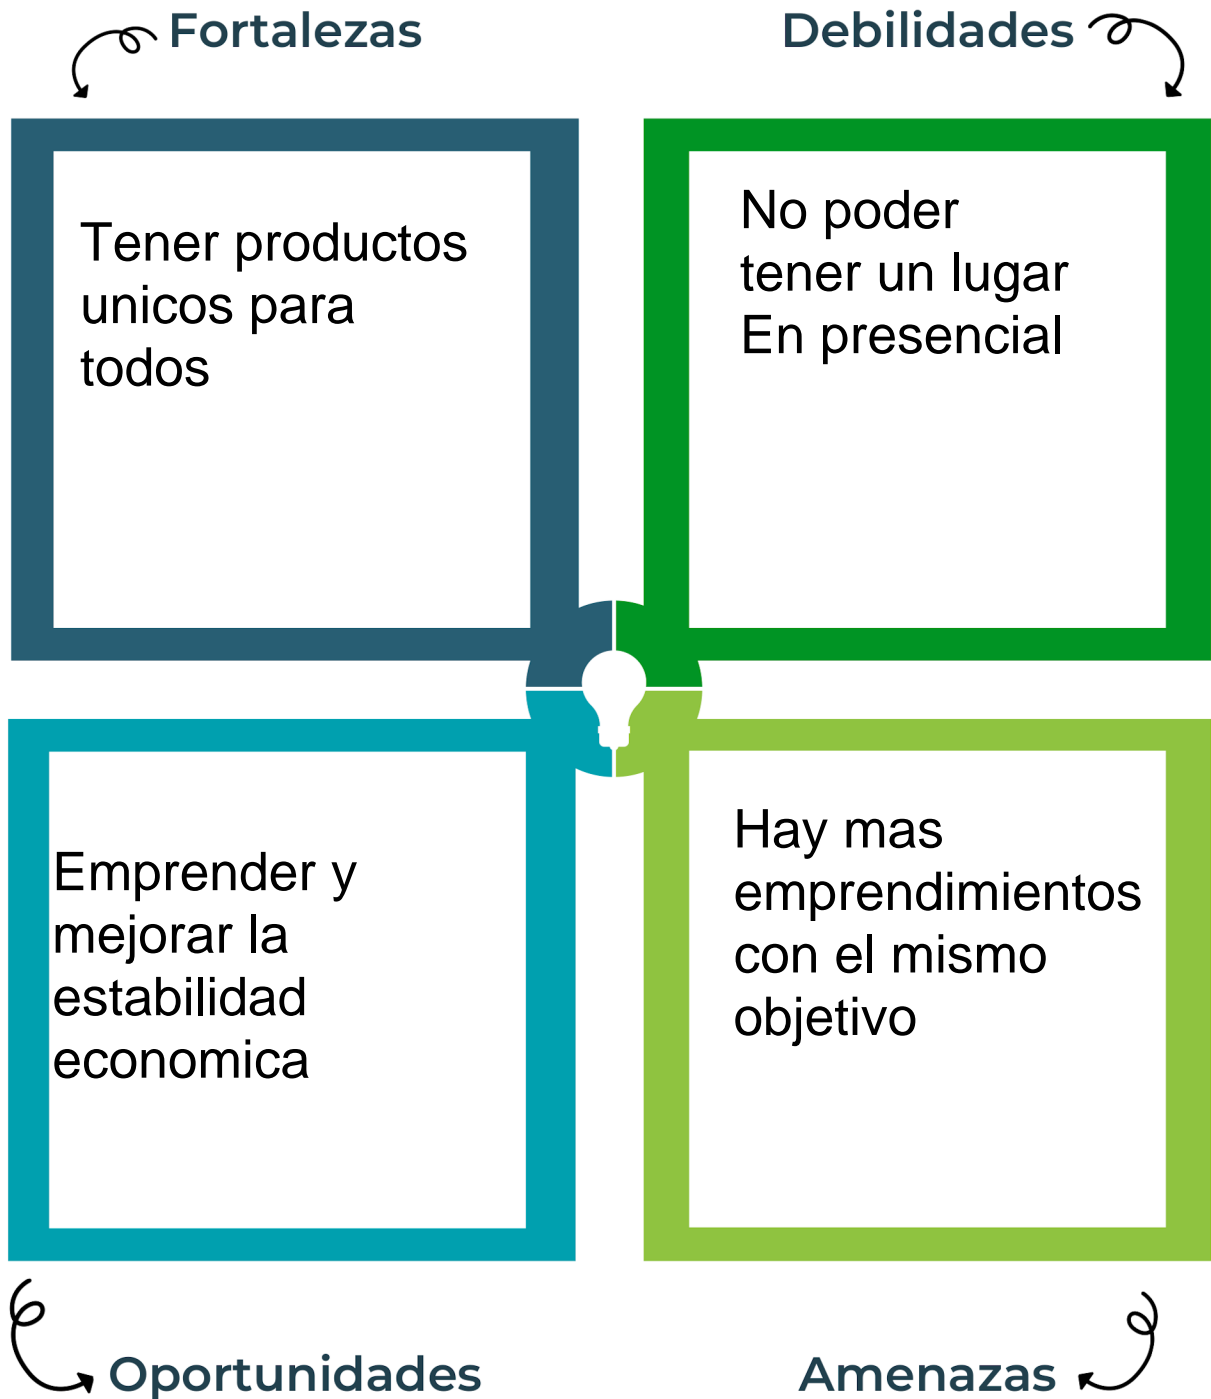 Fortalezas
Tener productos
unicos para
todos
Debilidades
No poder
tener un lugar
En presencial
Emprender y
mejorar la
estabilidad
economica
Oportunidades
Hay mas
emprendimientos
con el mismo
objetivo
Amenazas